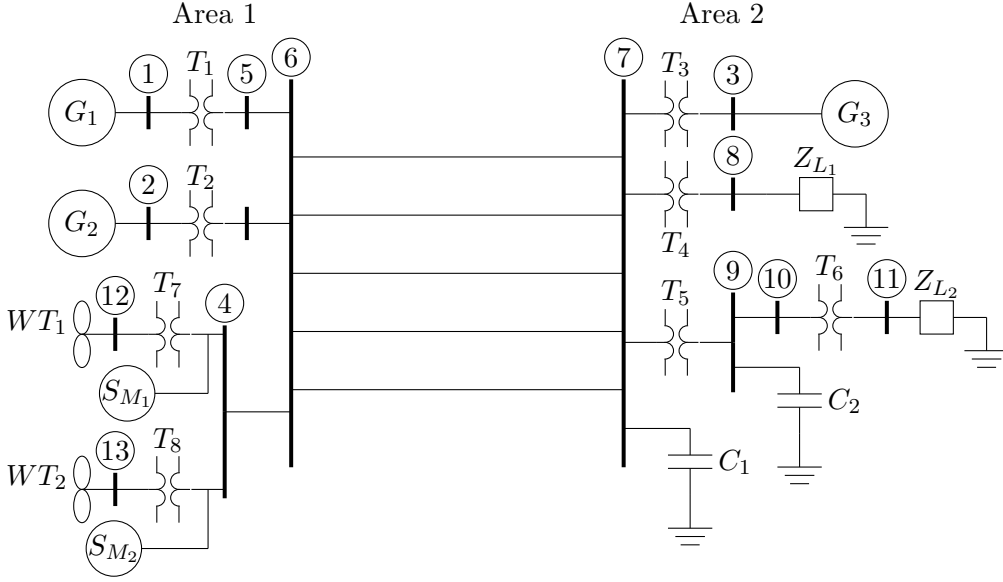 Area 1
Area 2
G1
1
T1
5
6
7
T3
3
G3
2
G2
T2
T4
8
ZL1
12
WT1
T7
4
SM1
T5
9
10
T6
11
ZL2
C2
13
WT2
T8
SM2
C1